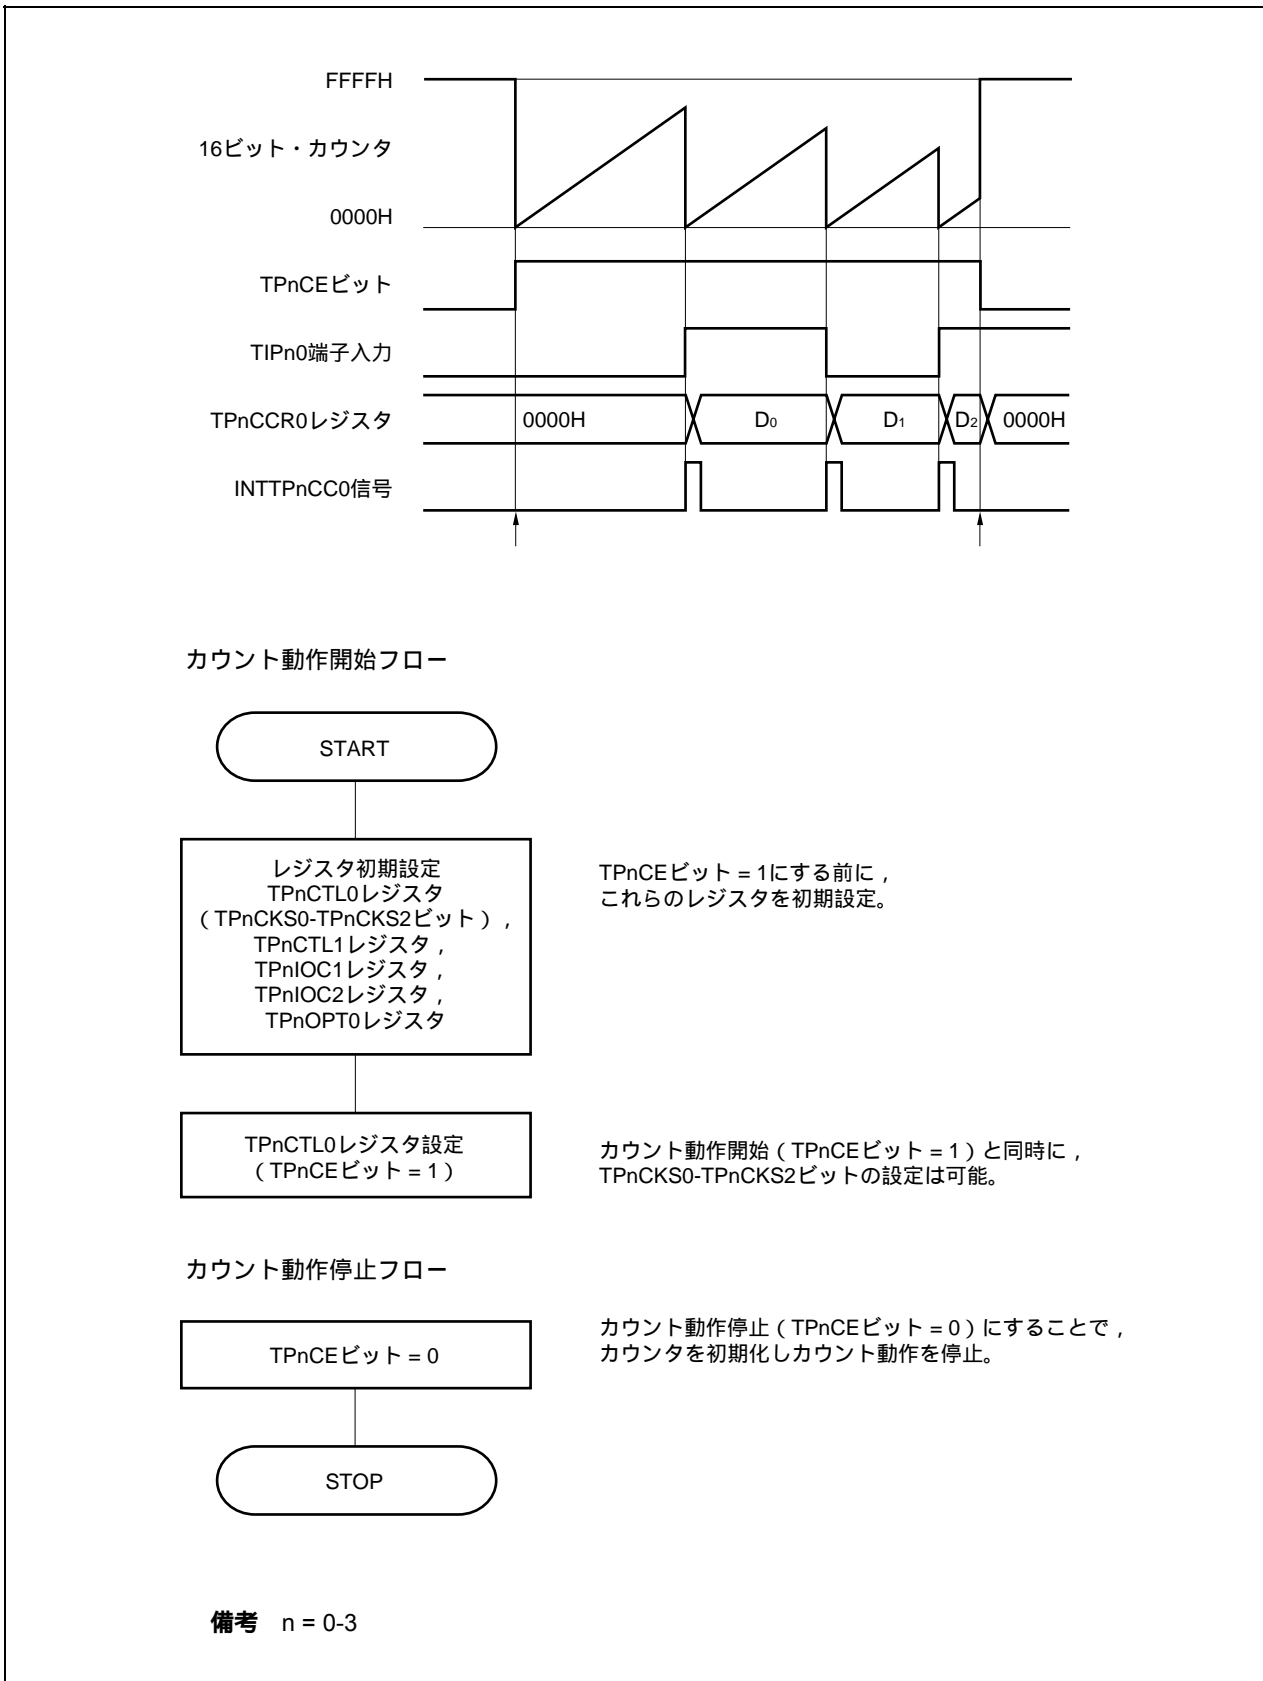 FFFFH
16ビット・カウンタ
0000H
TPnCEビット
TIPn0端子入力
TPnCCR0レジスタ
0000H
D₀
D₁
D₂
0000H
INTTPnCC0信号
カウント動作開始フロー
START
レジスタ初期設定
TPnCTL0レジスタ
（TPnCKS0-TPnCKS2ビット），
TPnCTL1レジスタ，
TPnIOC1レジスタ，
TPnIOC2レジスタ，
TPnOPT0レジスタ
TPnCEビット = 1にする前に，
これらのレジスタを初期設定。
TPnCTL0レジスタ設定
（TPnCEビット = 1）
カウント動作開始（TPnCEビット = 1）と同時に，
TPnCKS0-TPnCKS2ビットの設定は可能。
カウント動作停止フロー
TPnCEビット = 0
カウント動作停止（TPnCEビット = 0）にすることで，
カウンタを初期化しカウント動作を停止。
STOP
備考 n = 0-3